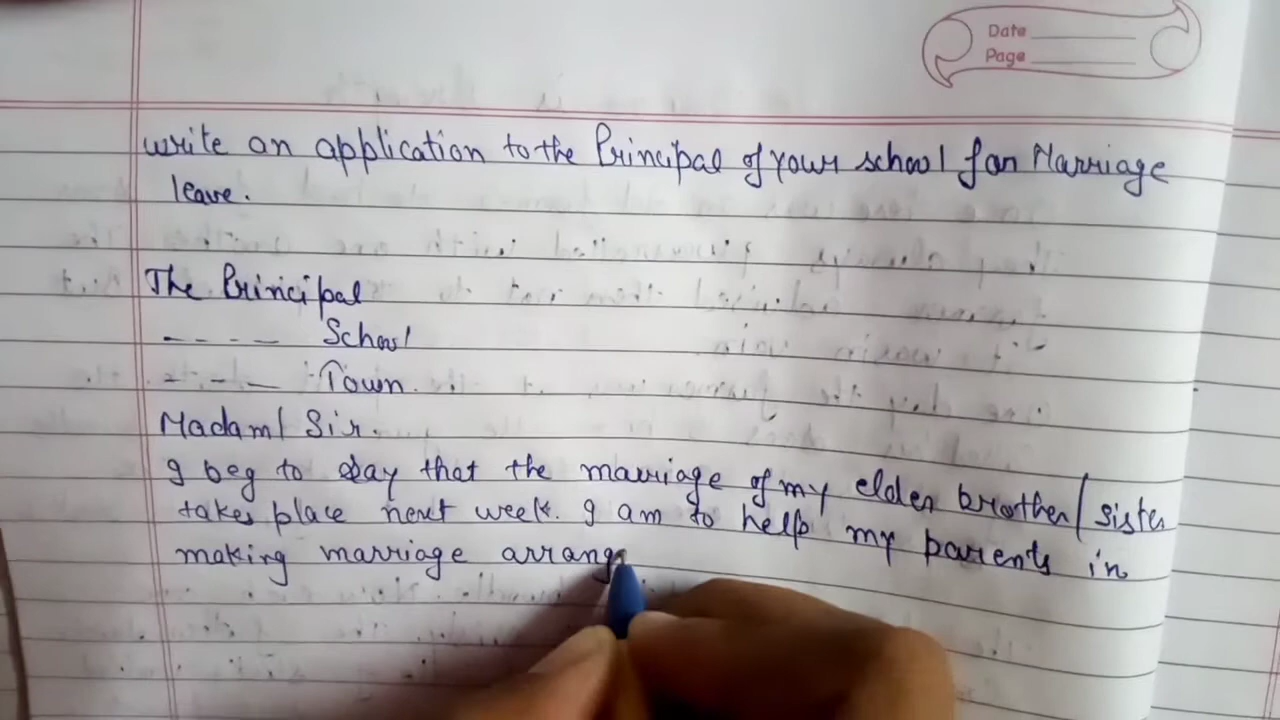 Date
Page
write an application to the Principal of your school for Marriage
leave.
The Principal
---- School
---- Town.
Madam/ Sir.
I beg to say that the marriage of my elder brother/ sister
takes place next week. I am to help my parents in
making marriage arrang